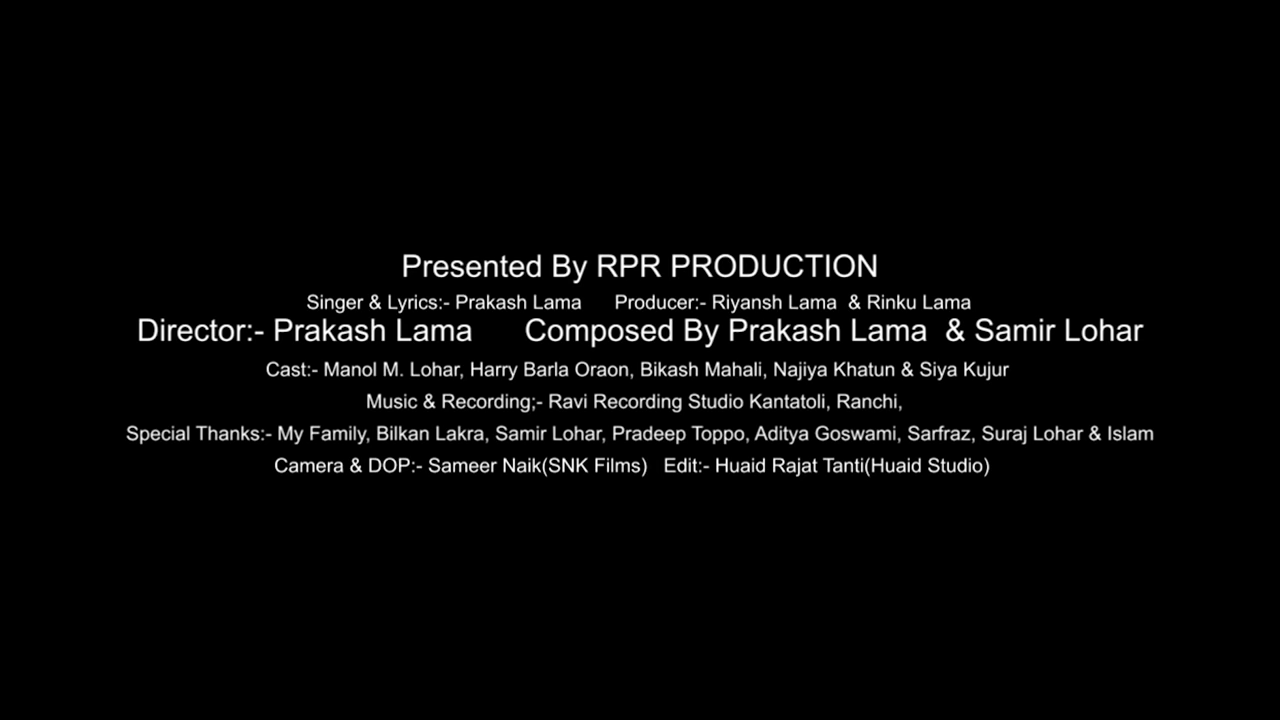 Presented By RPR PRODUCTION
Singer & Lyrics:- Prakash Lama Producer:- Riyansh Lama & Rinku Lama
Director:- Prakash Lama Composed By Prakash Lama & Samir Lohar
Cast:- Manol M. Lohar, Harry Barla Oraon, Bikash Mahali, Najiya Khatun & Siya Kujur
Music & Recording;- Ravi Recording Studio Kantatoli, Ranchi,
Special Thanks:- My Family, Bilkan Lakra, Samir Lohar, Pradeep Toppo, Aditya Goswami, Sarfraz, Suraj Lohar & Islam
Camera & DOP:- Sameer Naik(SNK Films) Edit:- Huaid Rajat Tanti(Huaid Studio)